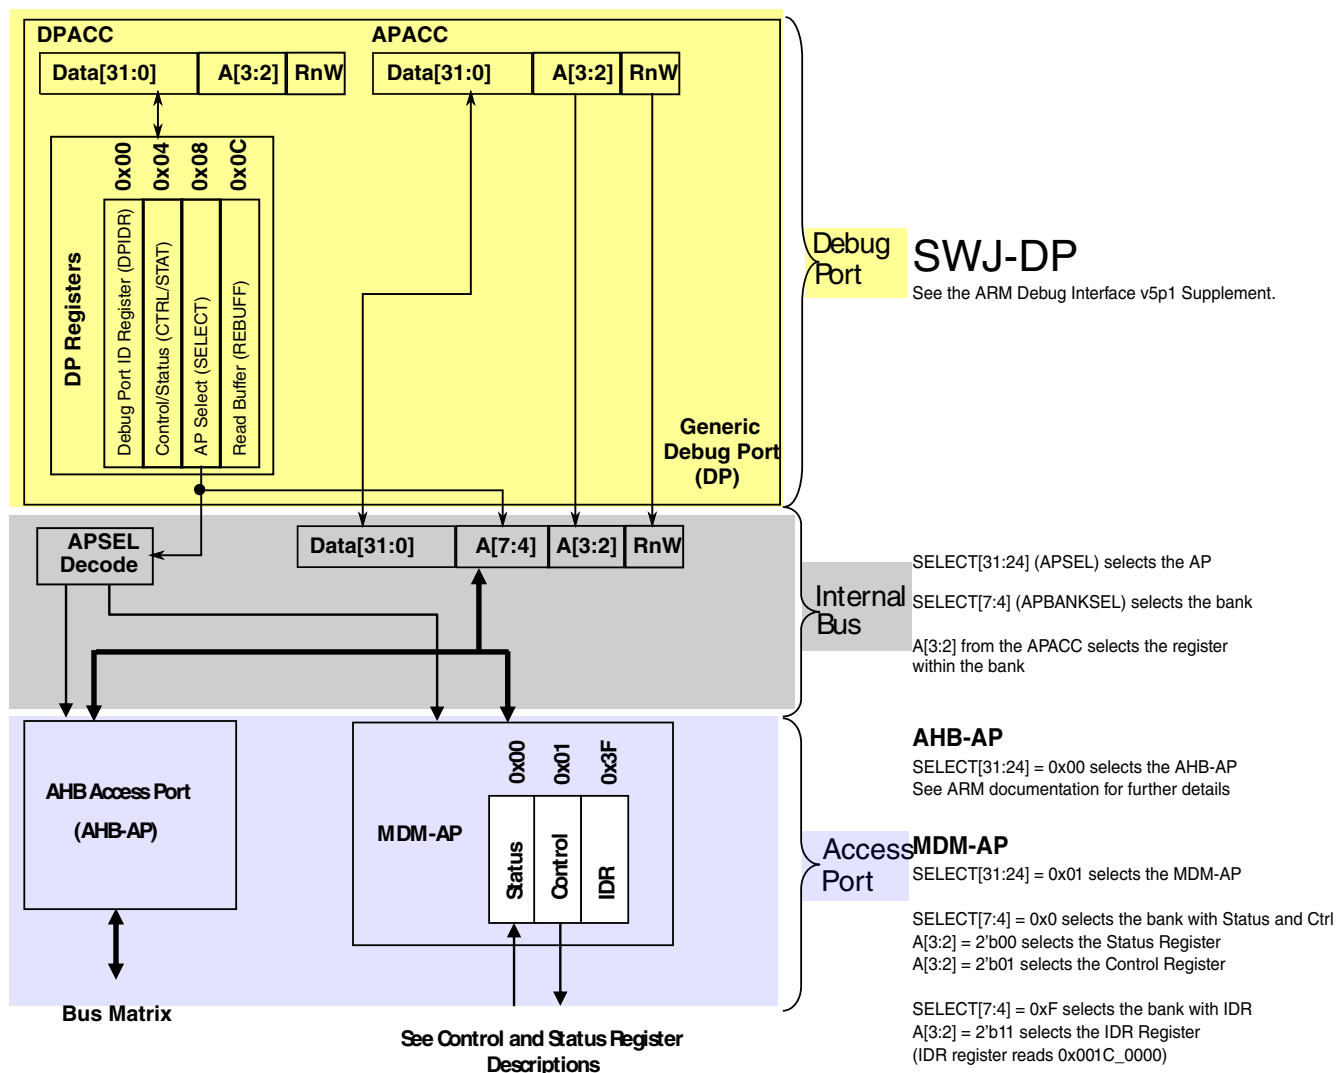 DPACC
APACC
Data[31:0] A[3:2] RnW
Data[31:0] A[3:2] RnW
0x00
0x04
0x08
0x0C
DP Registers
Debug Port ID Register (DPIDR)
Control/Status (CTRL/STAT)
AP Select (SELECT)
Read Buffer (REBUFF)
Generic
Debug Port
(DP)
Debug
Port
SWJ-DP
See the ARM Debug Interface v5p1 Supplement.
APSEL
Decode
Data[31:0] A[7:4] A[3:2] RnW
Internal
Bus
SELECT[31:24] (APSEL) selects the AP
SELECT[7:4] (APBANKSEL) selects the bank
A[3:2] from the APACC selects the register
within the bank
AHB Access Port
(AHB-AP)
MDM-AP
0x00
0x01
0x3F
Status
Control
IDR
Access
Port
AHB-AP
SELECT[31:24] = 0x00 selects the AHB-AP
See ARM documentation for further details
MDM-AP
SELECT[31:24] = 0x01 selects the MDM-AP
SELECT[7:4] = 0x0 selects the bank with Status and Ctrl
A[3:2] = 2'b00 selects the Status Register
A[3:2] = 2'b01 selects the Control Register
SELECT[7:4] = 0xF selects the bank with IDR
A[3:2] = 2'b11 selects the IDR Register
(IDR register reads 0x001C_0000)
Bus Matrix
See Control and Status Register
Descriptions